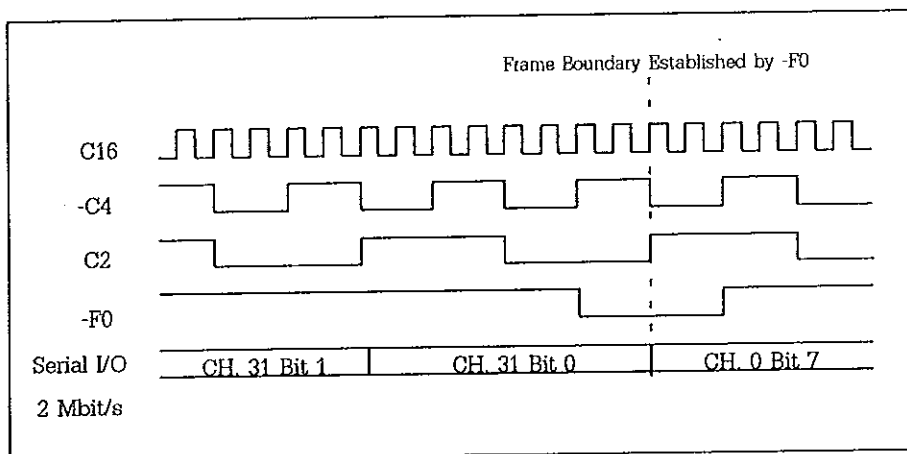 Frame Boundary Established by -F0
C16
-C4
C2
-F0
Serial I/O CH. 31 Bit 1 CH. 31 Bit 0 CH. 0 Bit 7
2 Mbit/s